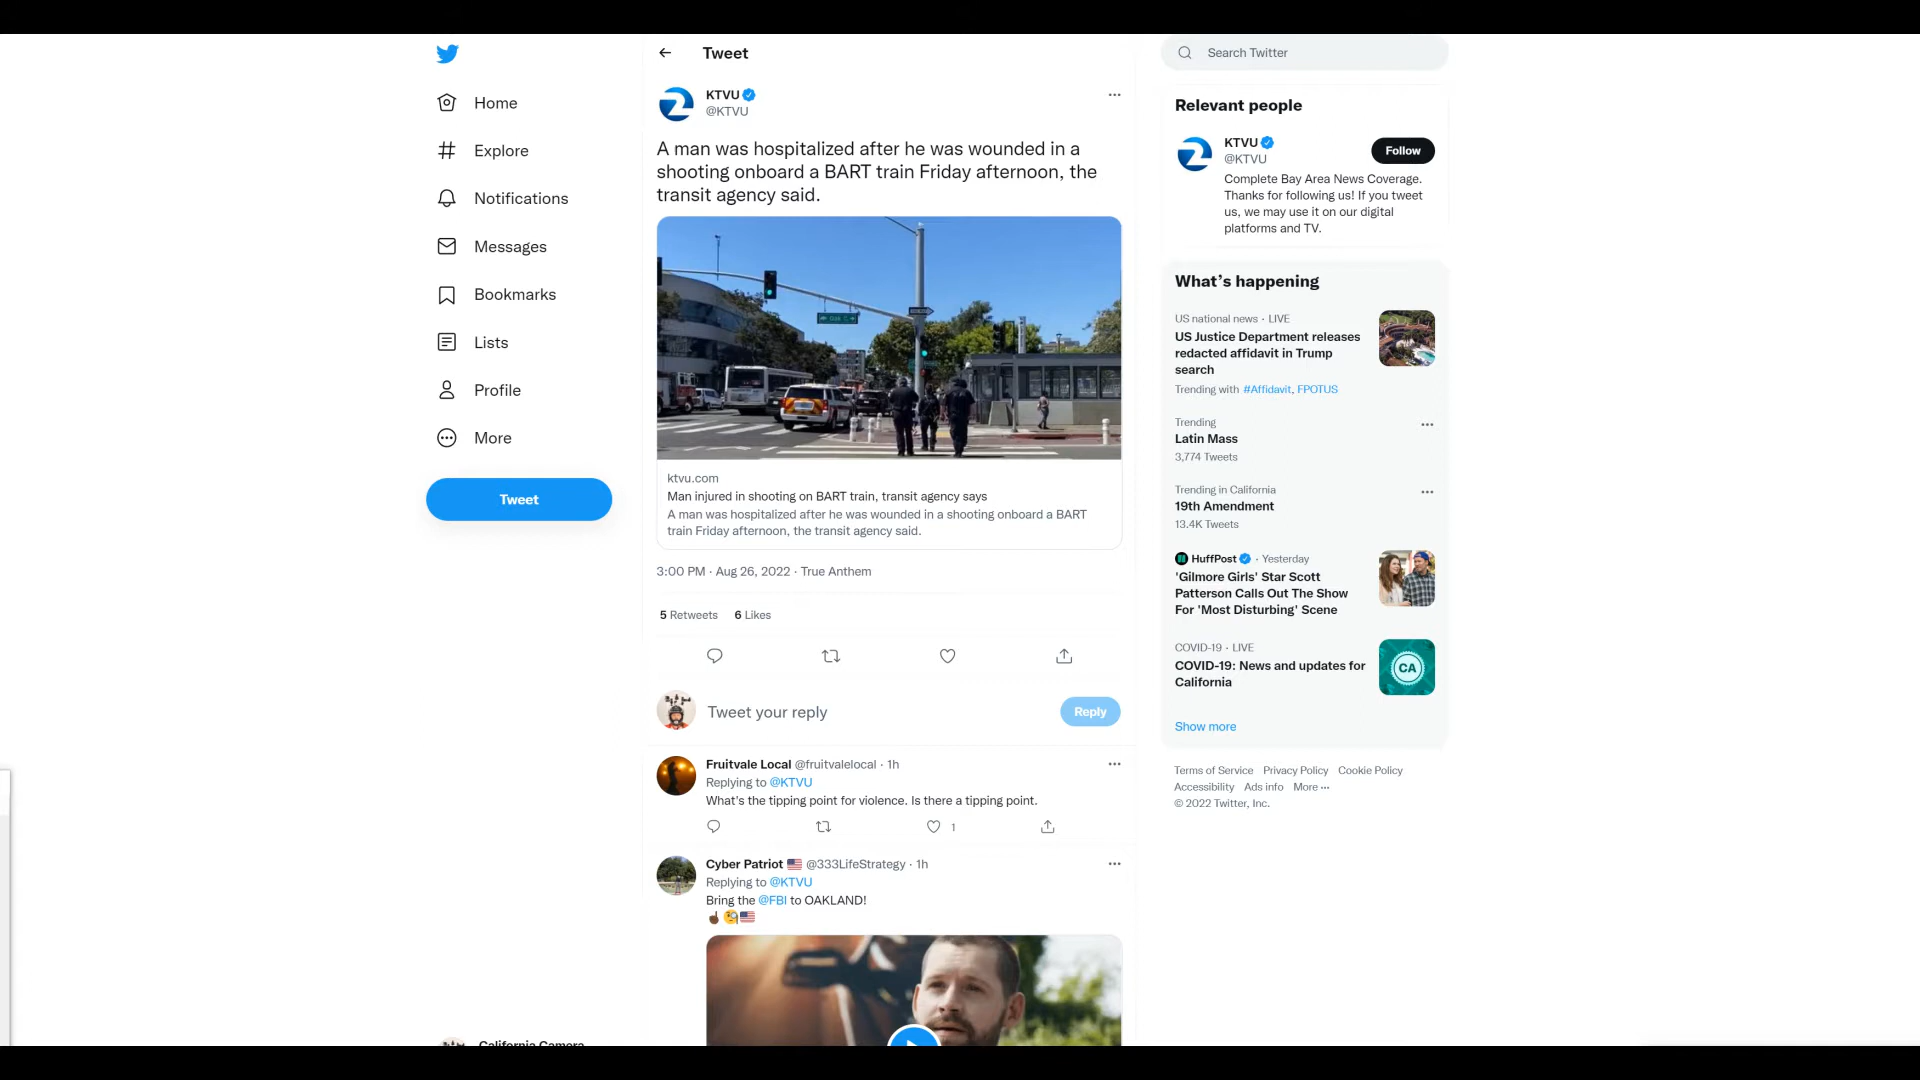 Home
Explore
Notifications
Messages
Bookmarks
Lists
Profile
More
Tweet
California Camera
Tweet
KTVU
@KTVU
A man was hospitalized after he was wounded in a
shooting onboard a BART train Friday afternoon, the
transit agency said.
ktvu.com
Man injured in shooting on BART train, transit agency says
A man was hospitalized after he was wounded in a shooting onboard a BART
train Friday afternoon, the transit agency said.
3:00 PM · Aug 26, 2022 · True Anthem
5 Retweets 6 Likes
Tweet your reply
Reply
Fruitvale Local @fruitvalelocal · 1h
Replying to @KTVU
What's the tipping point for violence. Is there a tipping point.
1
Cyber Patriot 🇺🇸 @333LifeStrategy · 1h
Replying to @KTVU
Bring the @FBI to OAKLAND!
Search Twitter
Relevant people
KTVU
@KTVU
Follow
Complete Bay Area News Coverage.
Thanks for following us! If you tweet
us, we may use it on our digital
platforms and TV.
What's happening
US national news · LIVE
US Justice Department releases
redacted affidavit in Trump
search
Trending with #Affidavit, FPOTUS
Trending
Latin Mass
3,774 Tweets
Trending in California
19th Amendment
13.4K Tweets
HuffPost · Yesterday
'Gilmore Girls' Star Scott
Patterson Calls Out The Show
For 'Most Disturbing' Scene
COVID-19 · LIVE
COVID-19: News and updates for
California
CA
Show more
Terms of Service Privacy Policy Cookie Policy
Accessibility Ads info More ···
© 2022 Twitter, Inc.